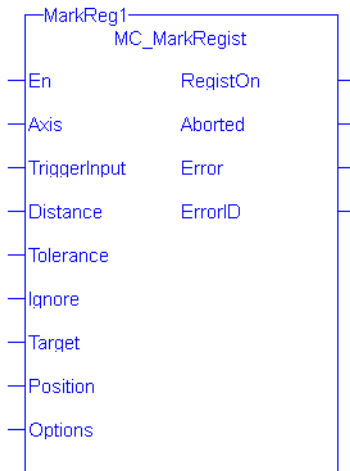 MarkReg1
MC_MarkRegist
En RegistOn
Axis Aborted
TriggerInput Error
Distance ErrorID
Tolerance
Ignore
Target
Position
Options